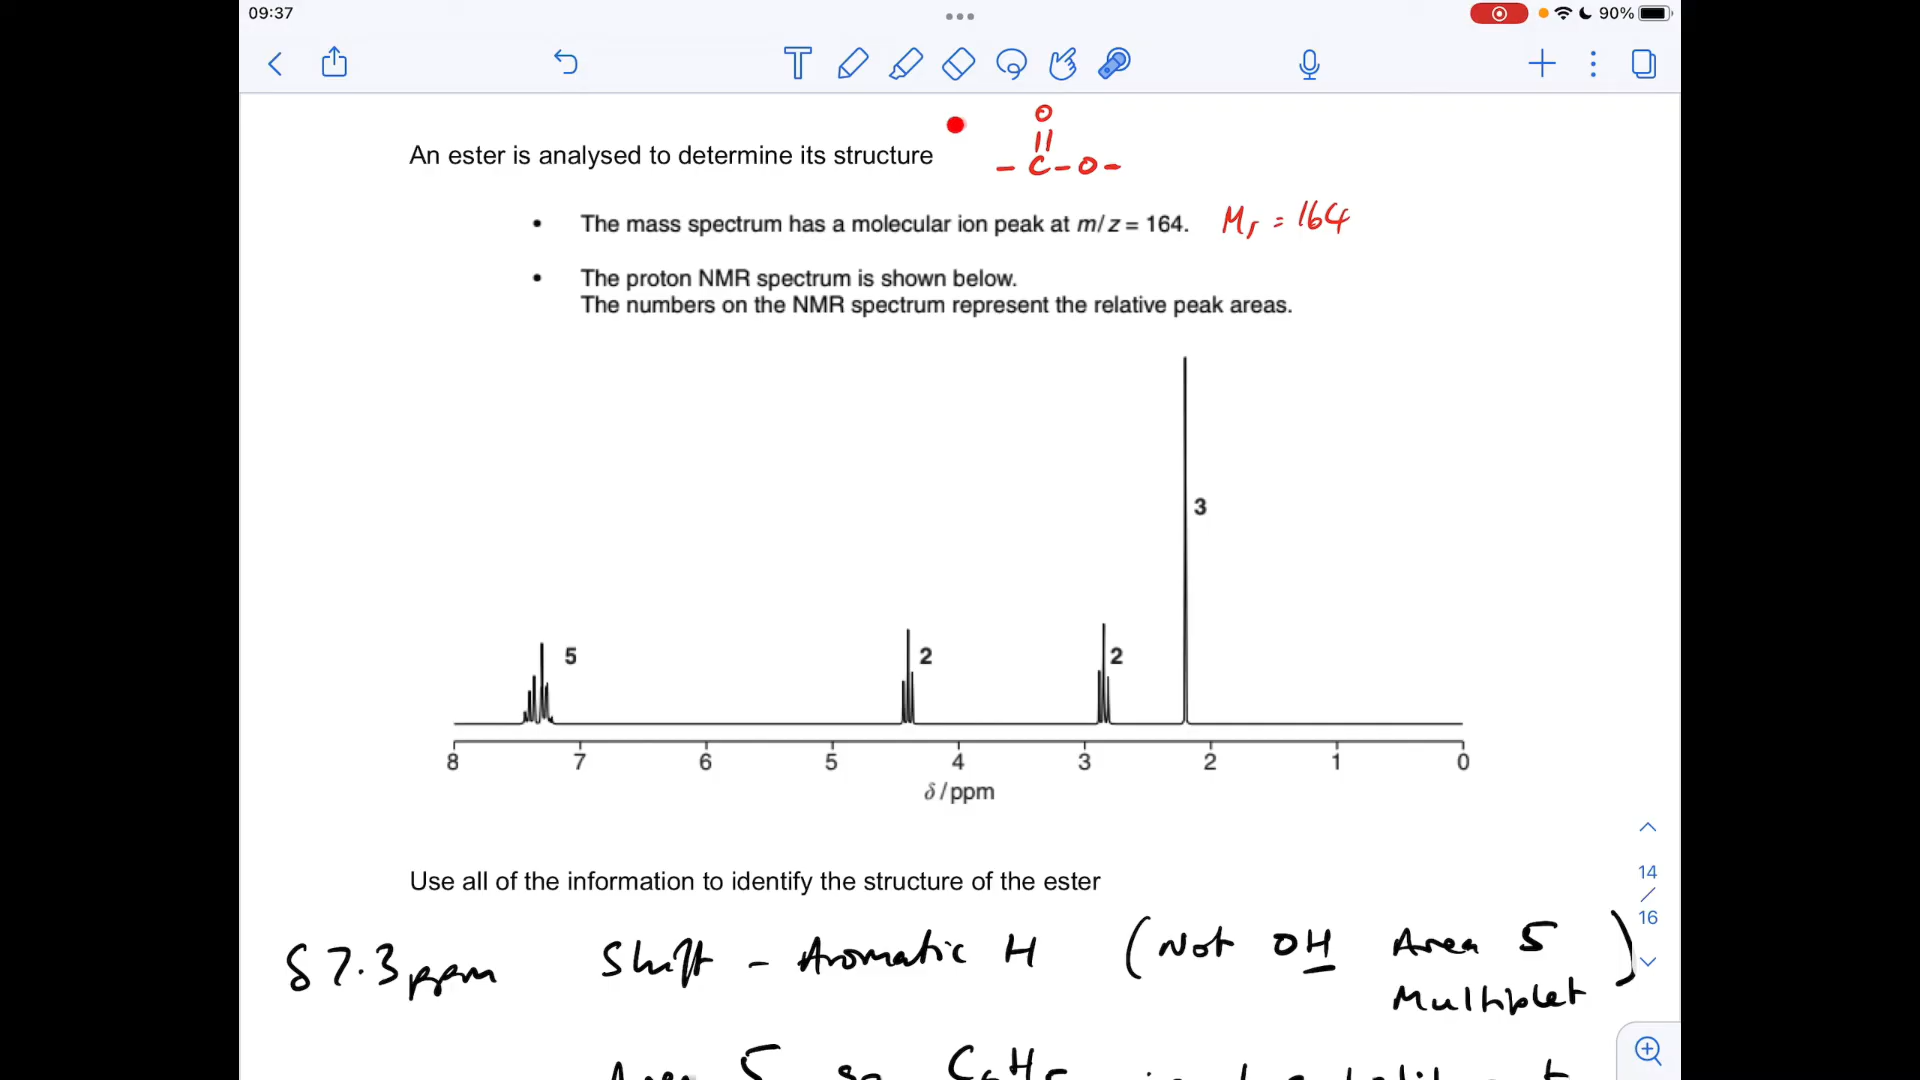 09:37
90%
T
O
||
An ester is analysed to determine its structure
- C - O -
• The mass spectrum has a molecular ion peak at m/z = 164. Mr = 164
• The proton NMR spectrum is shown below.
The numbers on the NMR spectrum represent the relative peak areas.
3
5 2 2
8 7 6 5 4 3 2 1 0
δ/ppm
14
/
16
Use all of the information to identify the structure of the ester
δ 7.3 ppm Shift - Aromatic H (Not OH Area 5
Multiplet)
Area 5 so C6H5